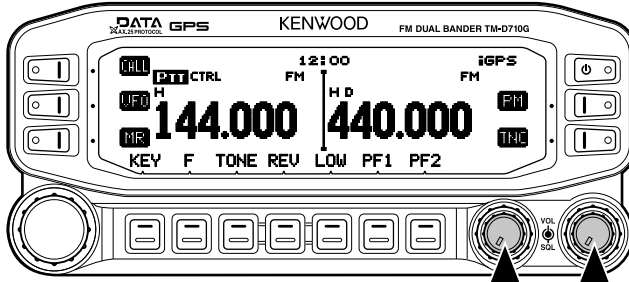 DATA GPS KENWOOD FM DUAL BANDER TM-D710G
AX.25 PROTOCOL
CALL 12:00 iGPS
PTT CTRL FM FM
VFO H H D PM
144.000 440.000
MR TNC
KEY F TONE REV LOW PF1 PF2
VOL
SQL